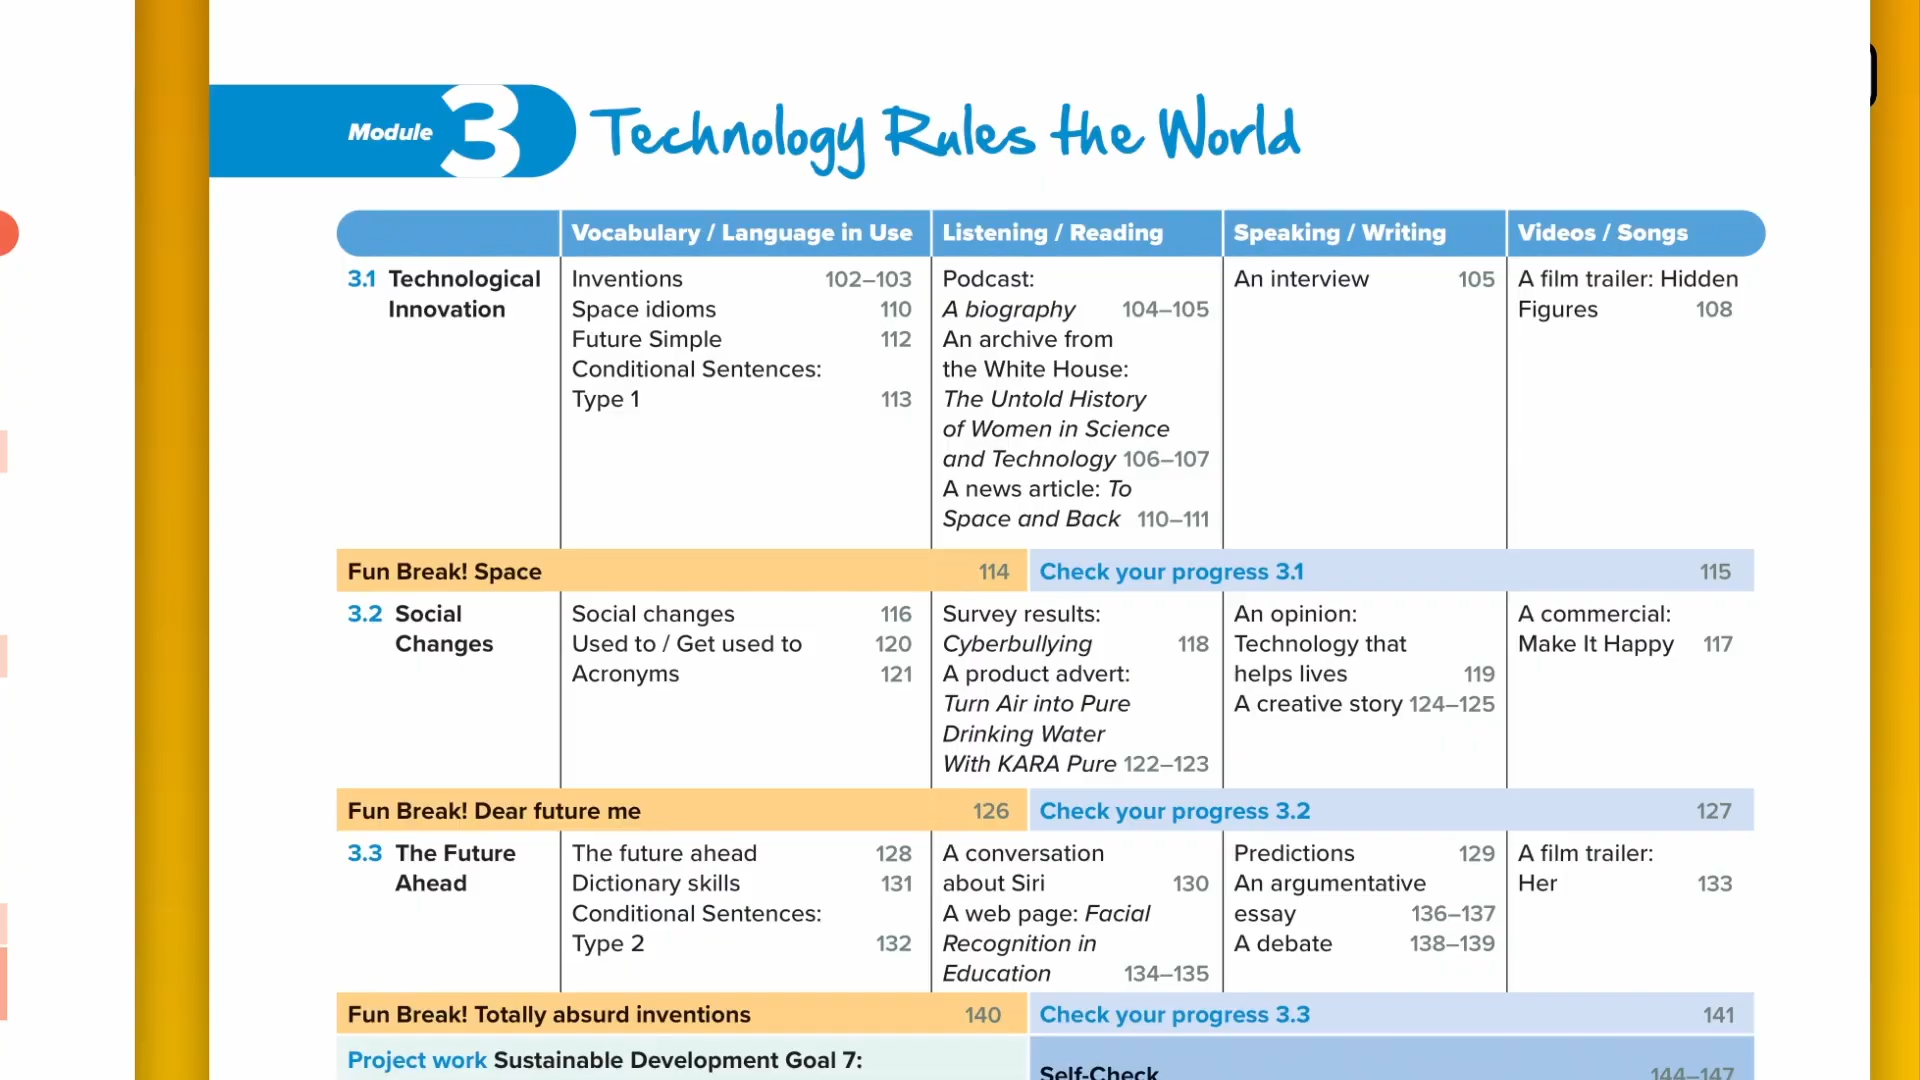 Module 3 Technology Rules the World
Vocabulary / Language in Use Listening / Reading Speaking / Writing Videos / Songs
3.1 Technological Innovation
Inventions 102–103
Space idioms 110
Future Simple 112
Conditional Sentences:
Type 1 113
Podcast:
A biography 104–105
An archive from
the White House:
The Untold History
of Women in Science
and Technology 106–107
A news article: To
Space and Back 110–111
An interview 105
A film trailer: Hidden
Figures 108
Fun Break! Space 114
Check your progress 3.1 115
3.2 Social
Changes
Social changes 116
Used to / Get used to 120
Acronyms 121
Survey results:
Cyberbullying 118
A product advert:
Turn Air into Pure
Drinking Water
With KARA Pure 122–123
An opinion:
Technology that
helps lives 119
A creative story 124–125
A commercial:
Make It Happy 117
Fun Break! Dear future me 126
Check your progress 3.2 127
3.3 The Future
Ahead
The future ahead 128
Dictionary skills 131
Conditional Sentences:
Type 2 132
A conversation
about Siri 130
A web page: Facial
Recognition in
Education 134–135
Predictions 129
An argumentative
essay 136–137
A debate 138–139
A film trailer:
Her 133
Fun Break! Totally absurd inventions 140
Check your progress 3.3 141
Project work Sustainable Development Goal 7:
Self-Check 144–147